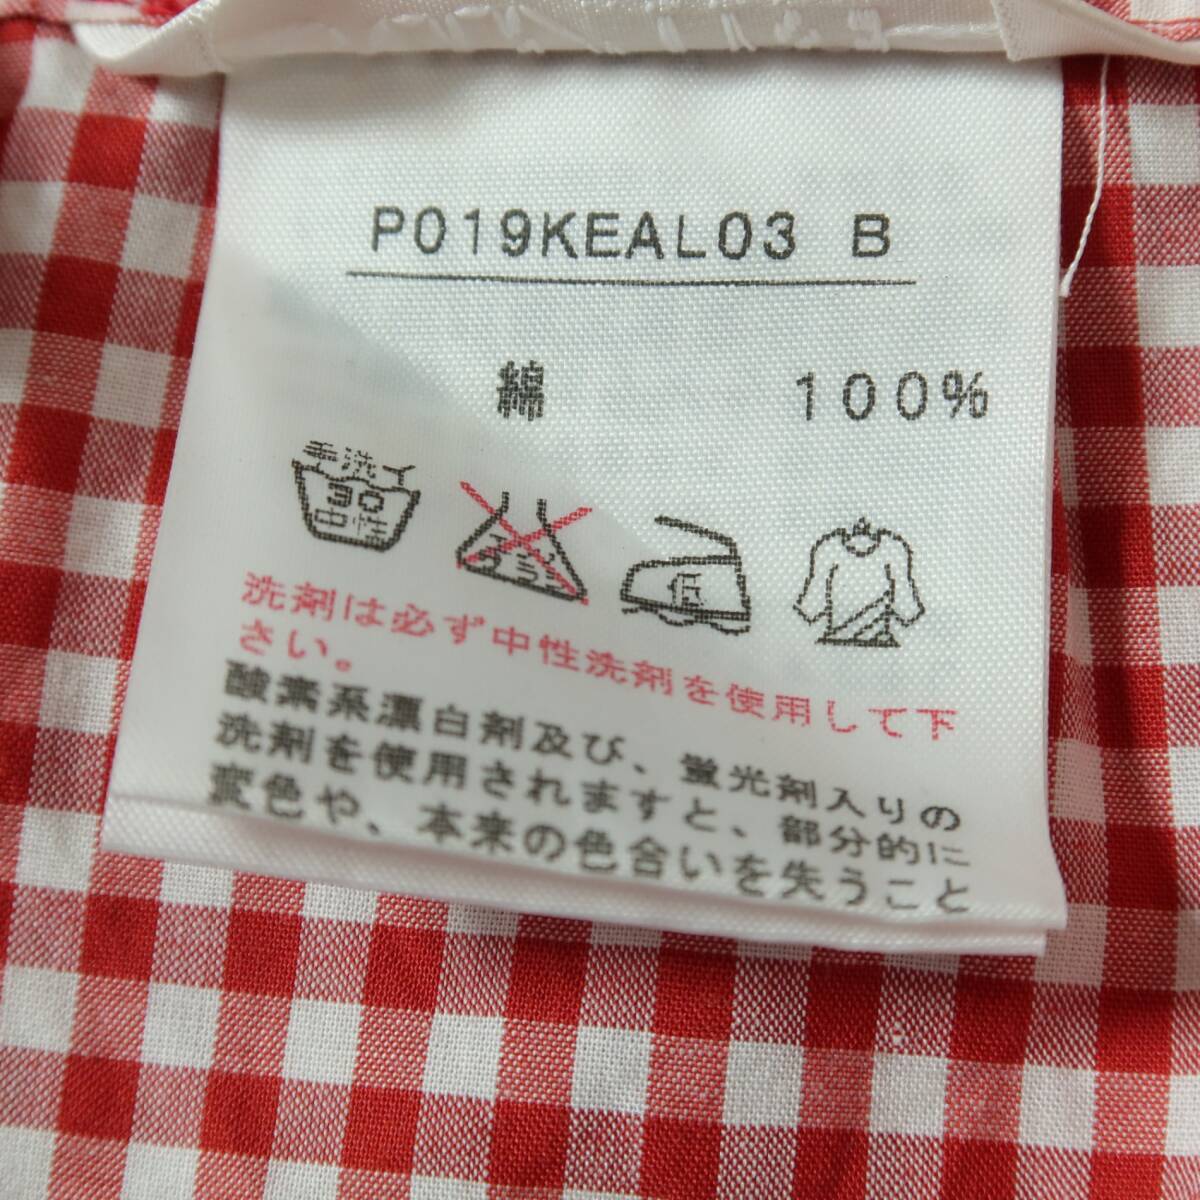 P019KEAL03 B
綿 100%
手洗イ
30
中性
エンソ
サラシ
低
洗剤は必ず中性洗剤を使用して下
さい。
酸素系漂白剤及び、蛍光剤入りの
洗剤を使用されますと、部分的に
変色や、本来の色合いを失うこと